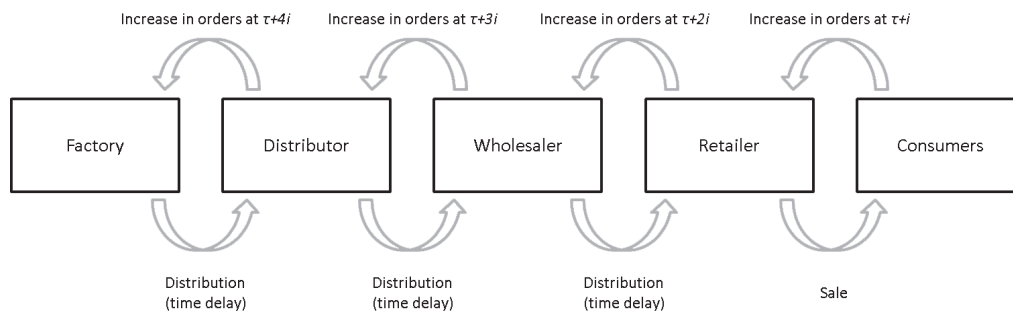 Increase in orders at τ+4i
Increase in orders at τ+3i
Increase in orders at τ+2i
Increase in orders at τ+i
Factory
Distributor
Wholesaler
Retailer
Consumers
Distribution
(time delay)
Distribution
(time delay)
Distribution
(time delay)
Sale